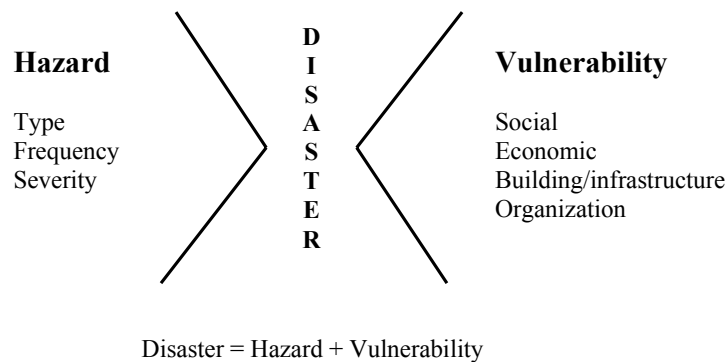 Hazard
Type
Frequency
Severity
D
I
S
A
S
T
E
R
Vulnerability
Social
Economic
Building/infrastructure
Organization
Disaster = Hazard + Vulnerability